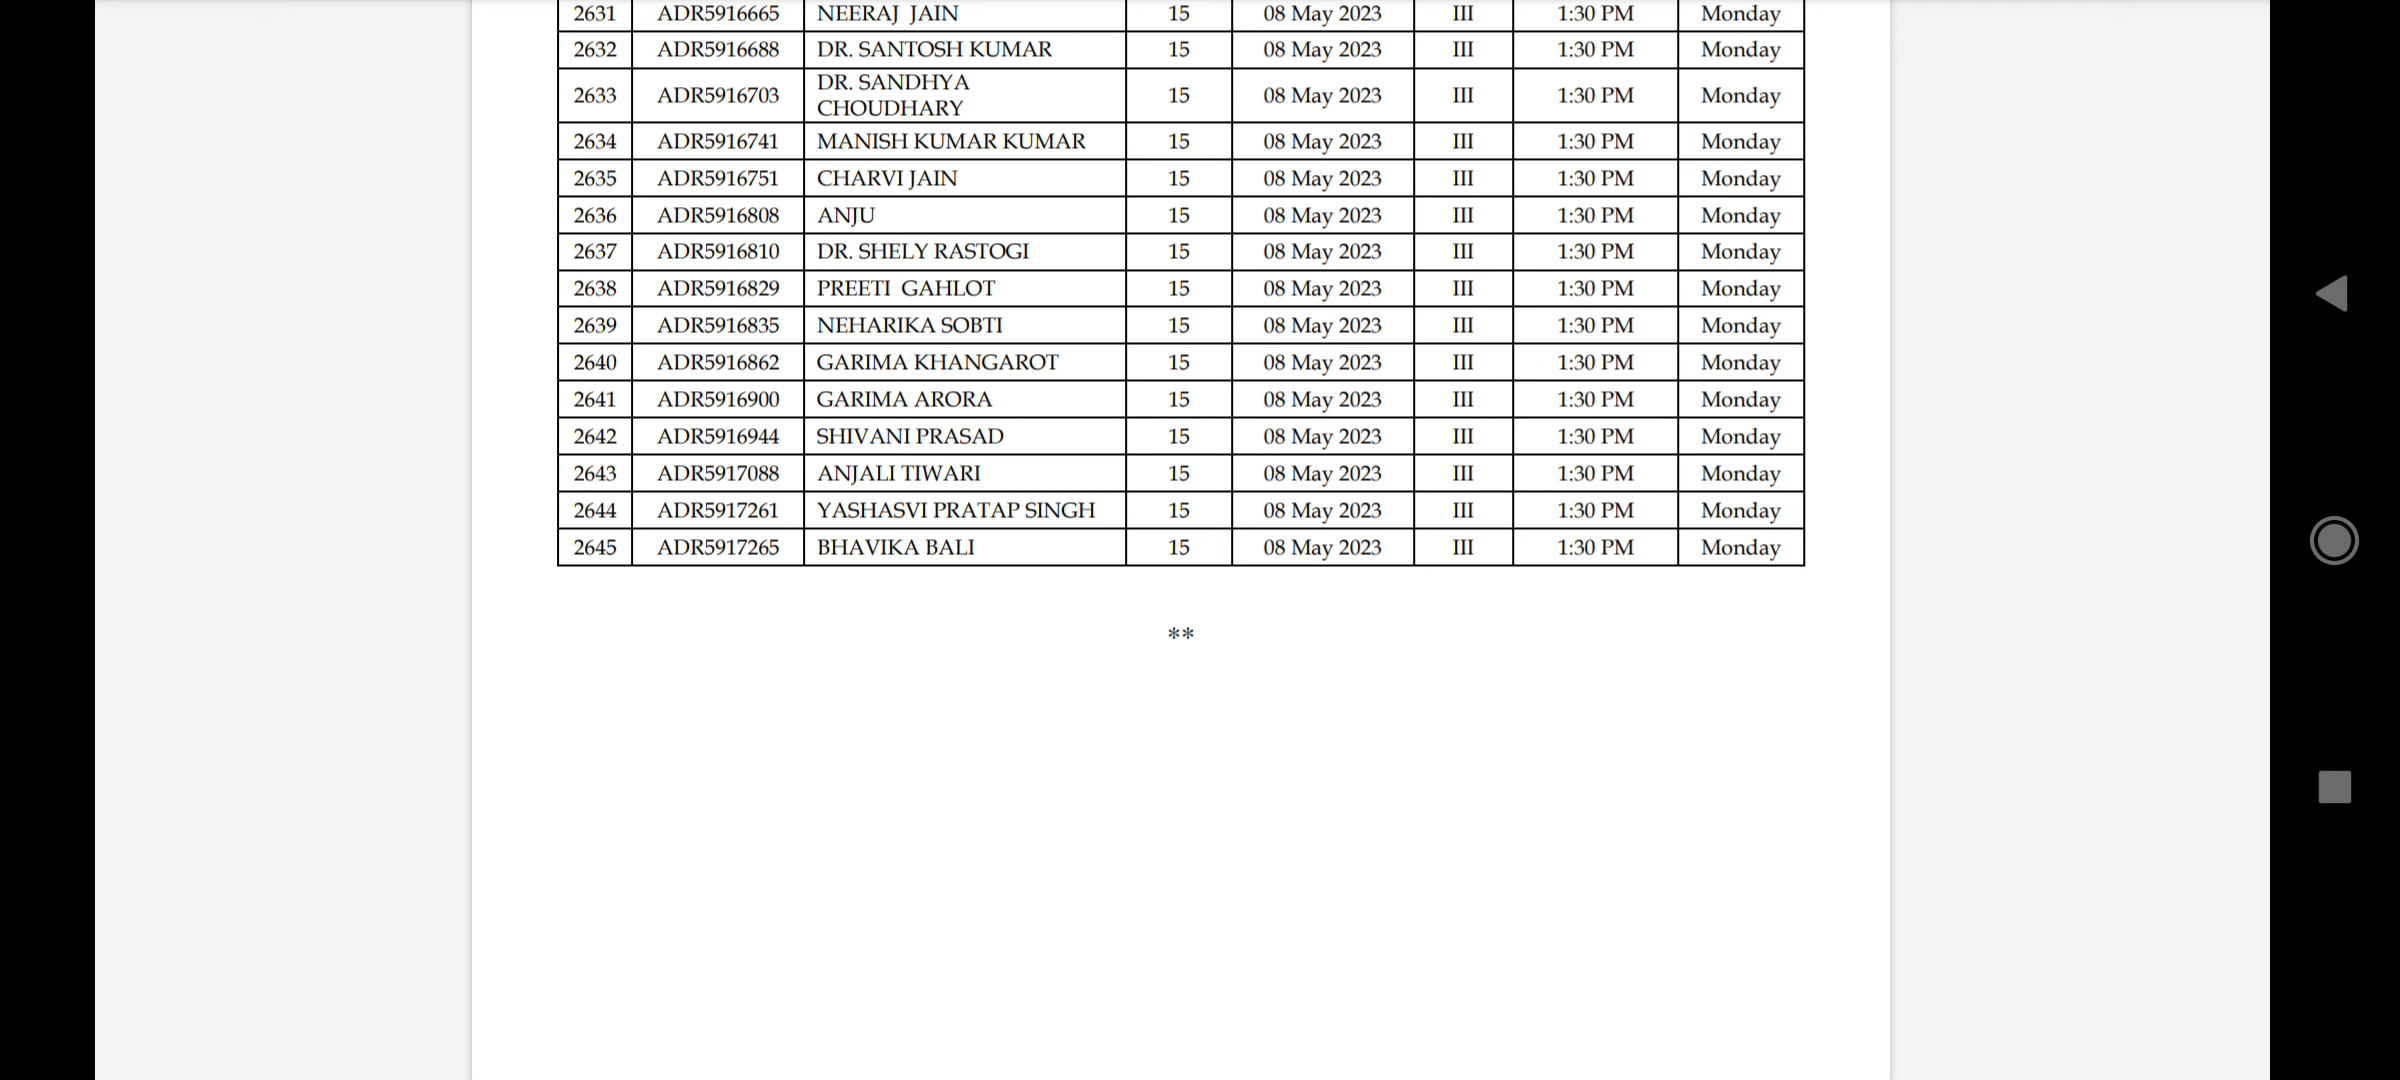 2631 ADR5916665 NEERAJ JAIN 15 08 May 2023 III 1:30 PM Monday
2632 ADR5916688 DR. SANTOSH KUMAR 15 08 May 2023 III 1:30 PM Monday
2633 ADR5916703 DR. SANDHYA
CHOUDHARY 15 08 May 2023 III 1:30 PM Monday
2634 ADR5916741 MANISH KUMAR KUMAR 15 08 May 2023 III 1:30 PM Monday
2635 ADR5916751 CHARVI JAIN 15 08 May 2023 III 1:30 PM Monday
2636 ADR5916808 ANJU 15 08 May 2023 III 1:30 PM Monday
2637 ADR5916810 DR. SHELY RASTOGI 15 08 May 2023 III 1:30 PM Monday
2638 ADR5916829 PREETI GAHLOT 15 08 May 2023 III 1:30 PM Monday
2639 ADR5916835 NEHARIKA SOBTI 15 08 May 2023 III 1:30 PM Monday
2640 ADR5916862 GARIMA KHANGAROT 15 08 May 2023 III 1:30 PM Monday
2641 ADR5916900 GARIMA ARORA 15 08 May 2023 III 1:30 PM Monday
2642 ADR5916944 SHIVANI PRASAD 15 08 May 2023 III 1:30 PM Monday
2643 ADR5917088 ANJALI TIWARI 15 08 May 2023 III 1:30 PM Monday
2644 ADR5917261 YASHASVI PRATAP SINGH 15 08 May 2023 III 1:30 PM Monday
2645 ADR5917265 BHAVIKA BALI 15 08 May 2023 III 1:30 PM Monday
**